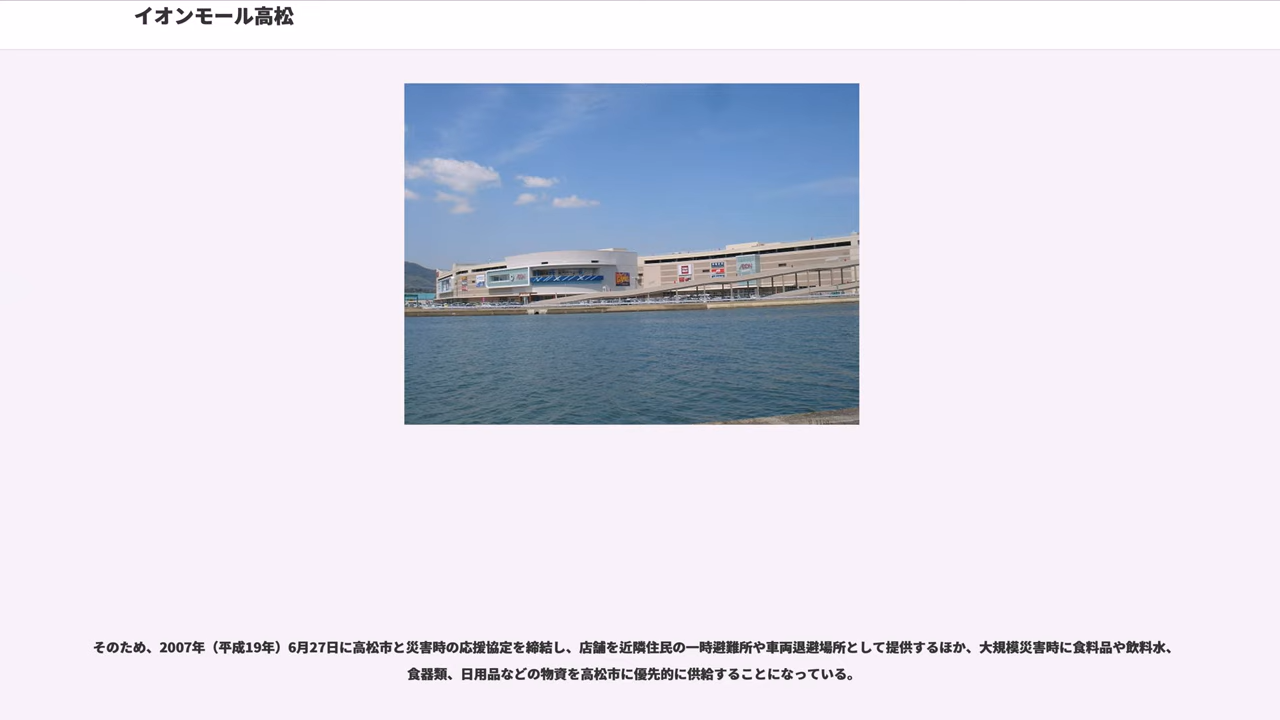 イオンモール高松
そのため、2007年（平成19年）6月27日に高松市と災害時の応援協定を締結し、店舗を近隣住民の一時避難所や車両退避場所として提供するほか、大規模災害時に食料品や飲料水、
食器類、日用品などの物資を高松市に優先的に供給することになっている。